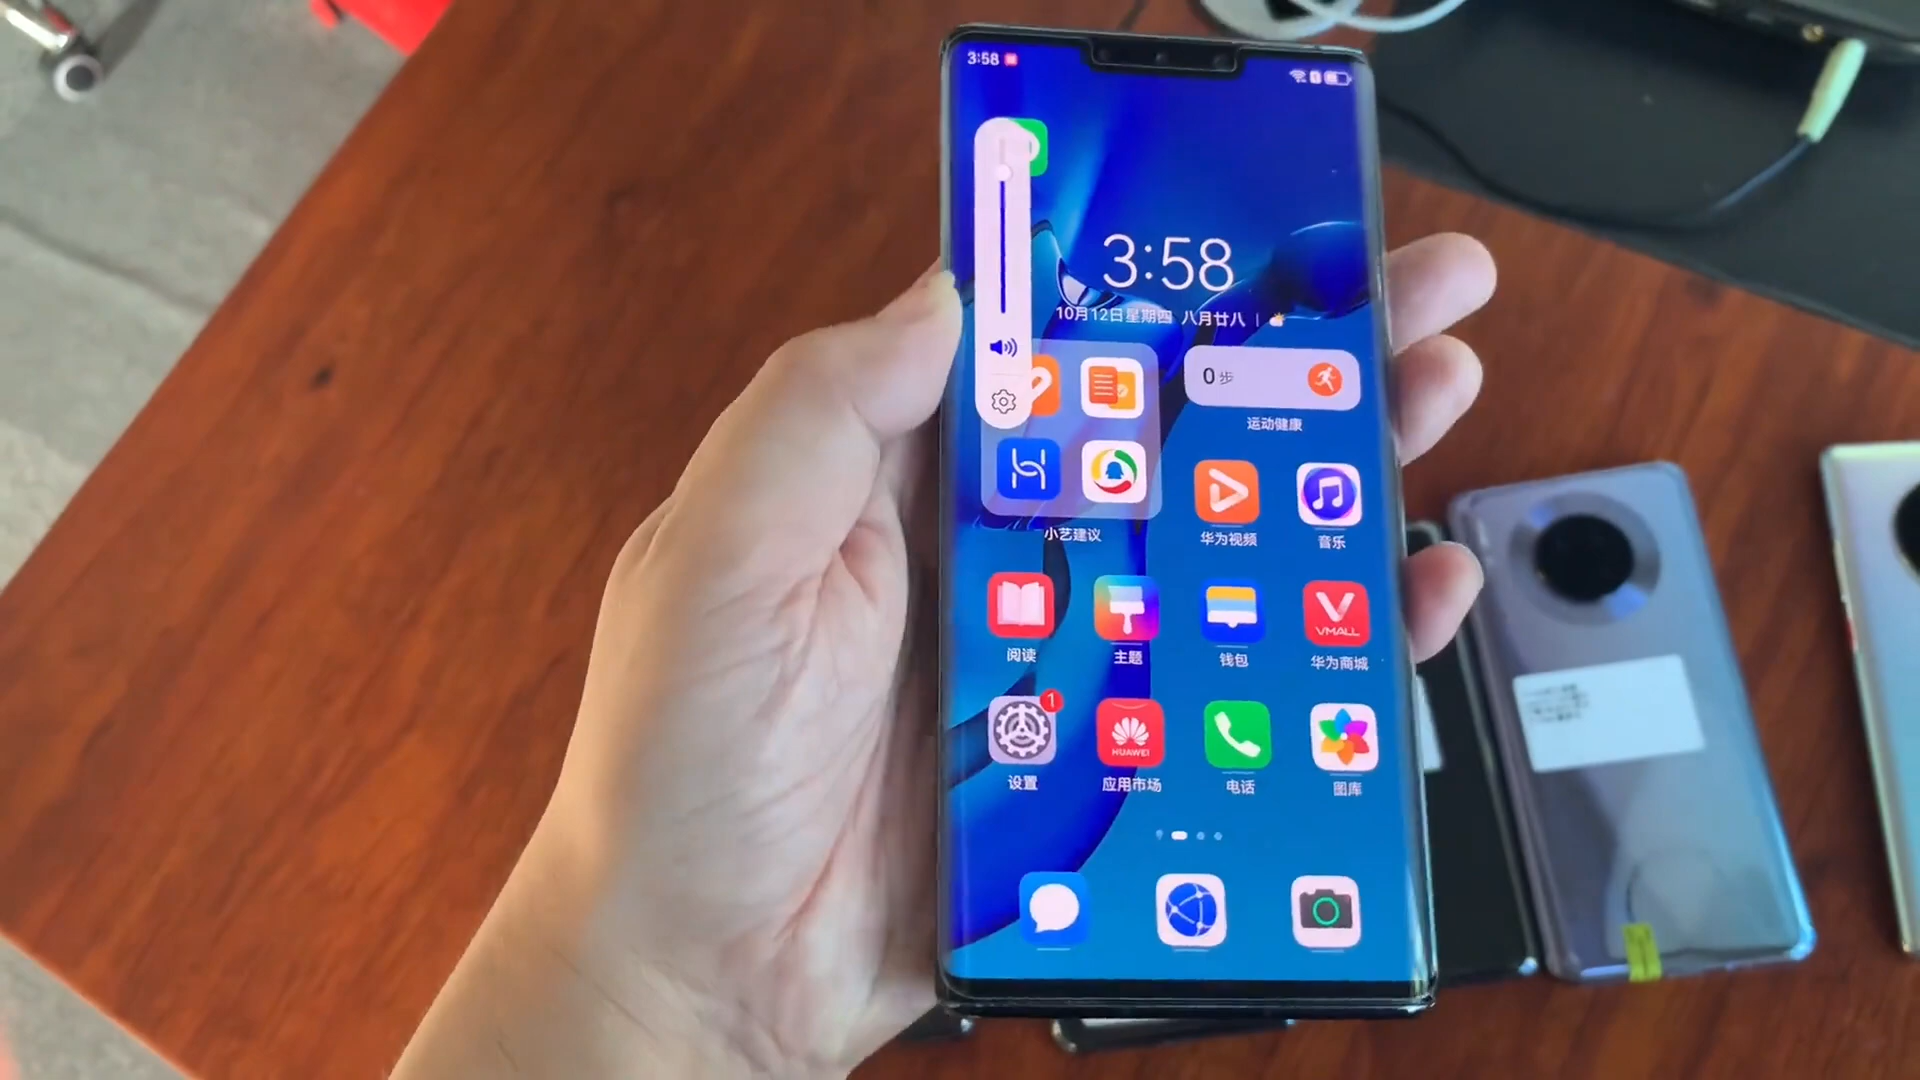 3:58
3:58
10月12日星期四 八月廿八
0步
运动健康
小艺建议
华为视频
音乐
VMALL
阅读
主题
钱包
华为商城
1
HUAWEI
设置
应用市场
电话
图库